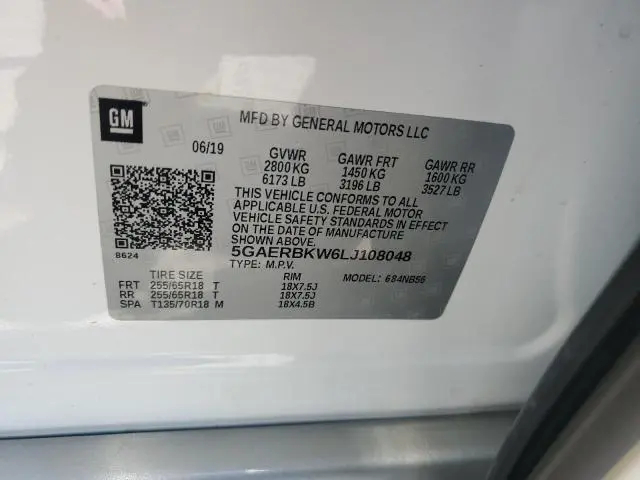 GM
MFD BY GENERAL MOTORS LLC
06/19 GVWR GAWR FRT GAWR RR
2800 KG 1450 KG 1600 KG
6173 LB 3196 LB 3527 LB
THIS VEHICLE CONFORMS TO ALL
APPLICABLE U.S. FEDERAL MOTOR
VEHICLE SAFETY STANDARDS IN EFFECT
ON THE DATE OF MANUFACTURE
SHOWN ABOVE.
8624 5GAERBKW6LJ108048
TYPE: M.P.V. MODEL: 684NB56
TIRE SIZE RIM
FRT 255/65R18 T 18X7.5J
RR 255/65R18 T 18X7.5J
SPA T135/70R18 M 18X4.5B